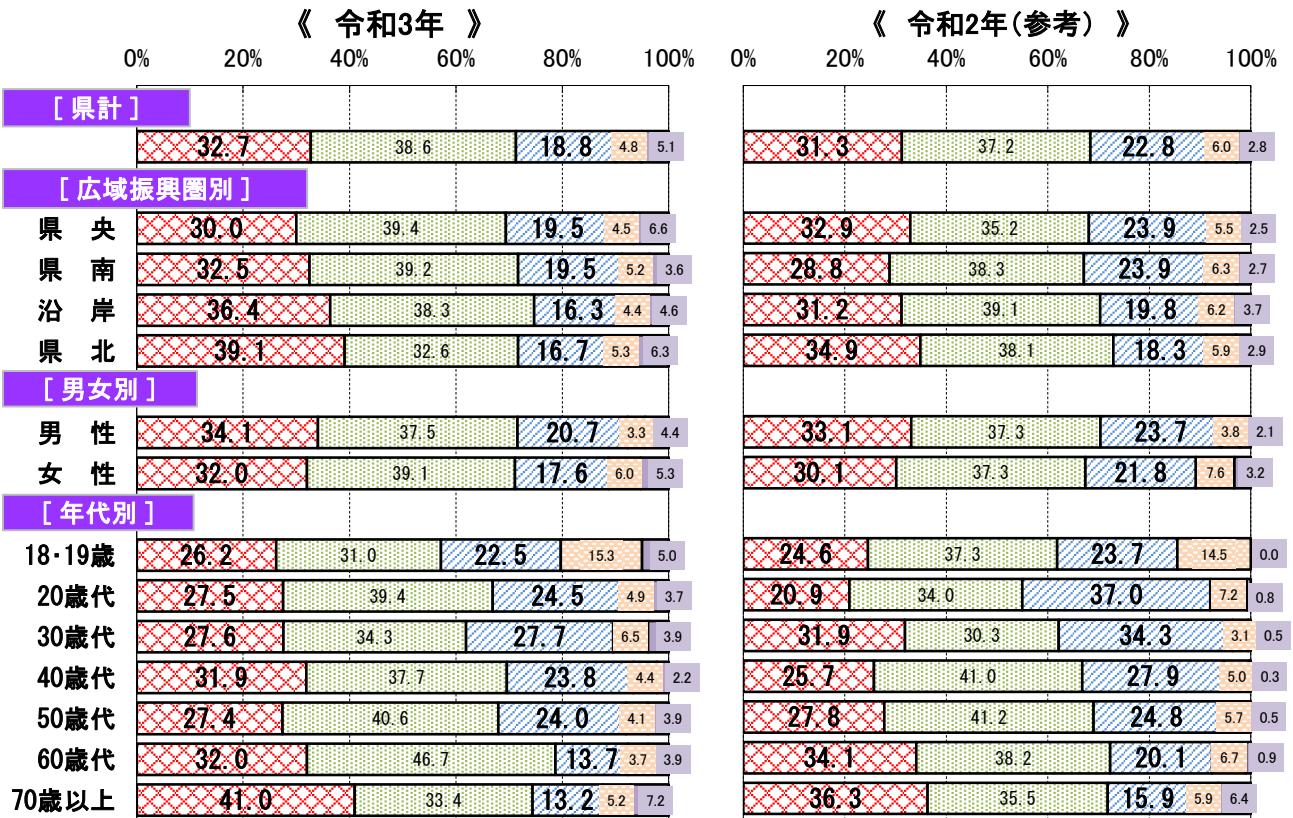 《 令和3年 》 《 令和2年(参考) 》
0% 20% 40% 60% 80% 100% 0% 20% 40% 60% 80% 100%
[ 県計 ]
32.7 38.6 18.8 4.8 5.1 31.3 37.2 22.8 6.0 2.8
[ 広域振興圏別 ]
県 央 30.0 39.4 19.5 4.5 6.6 32.9 35.2 23.9 5.5 2.5
県 南 32.5 39.2 19.5 5.2 3.6 28.8 38.3 23.9 6.3 2.7
沿 岸 36.4 38.3 16.3 4.4 4.6 31.2 39.1 19.8 6.2 3.7
県 北 39.1 32.6 16.7 5.3 6.3 34.9 38.1 18.3 5.9 2.9
[ 男女別 ]
男 性 34.1 37.5 20.7 3.3 4.4 33.1 37.3 23.7 3.8 2.1
女 性 32.0 39.1 17.6 6.0 5.3 30.1 37.3 21.8 7.6 3.2
[ 年代別 ]
18・19歳 26.2 31.0 22.5 15.3 5.0 24.6 37.3 23.7 14.5 0.0
20歳代 27.5 39.4 24.5 4.9 3.7 20.9 34.0 37.0 7.2 0.8
30歳代 27.6 34.3 27.7 6.5 3.9 31.9 30.3 34.3 3.1 0.5
40歳代 31.9 37.7 23.8 4.4 2.2 25.7 41.0 27.9 5.0 0.3
50歳代 27.4 40.6 24.0 4.1 3.9 27.8 41.2 24.8 5.7 0.5
60歳代 32.0 46.7 13.7 3.7 3.9 34.1 38.2 20.1 6.7 0.9
70歳以上 41.0 33.4 13.2 5.2 7.2 36.3 35.5 15.9 5.9 6.4